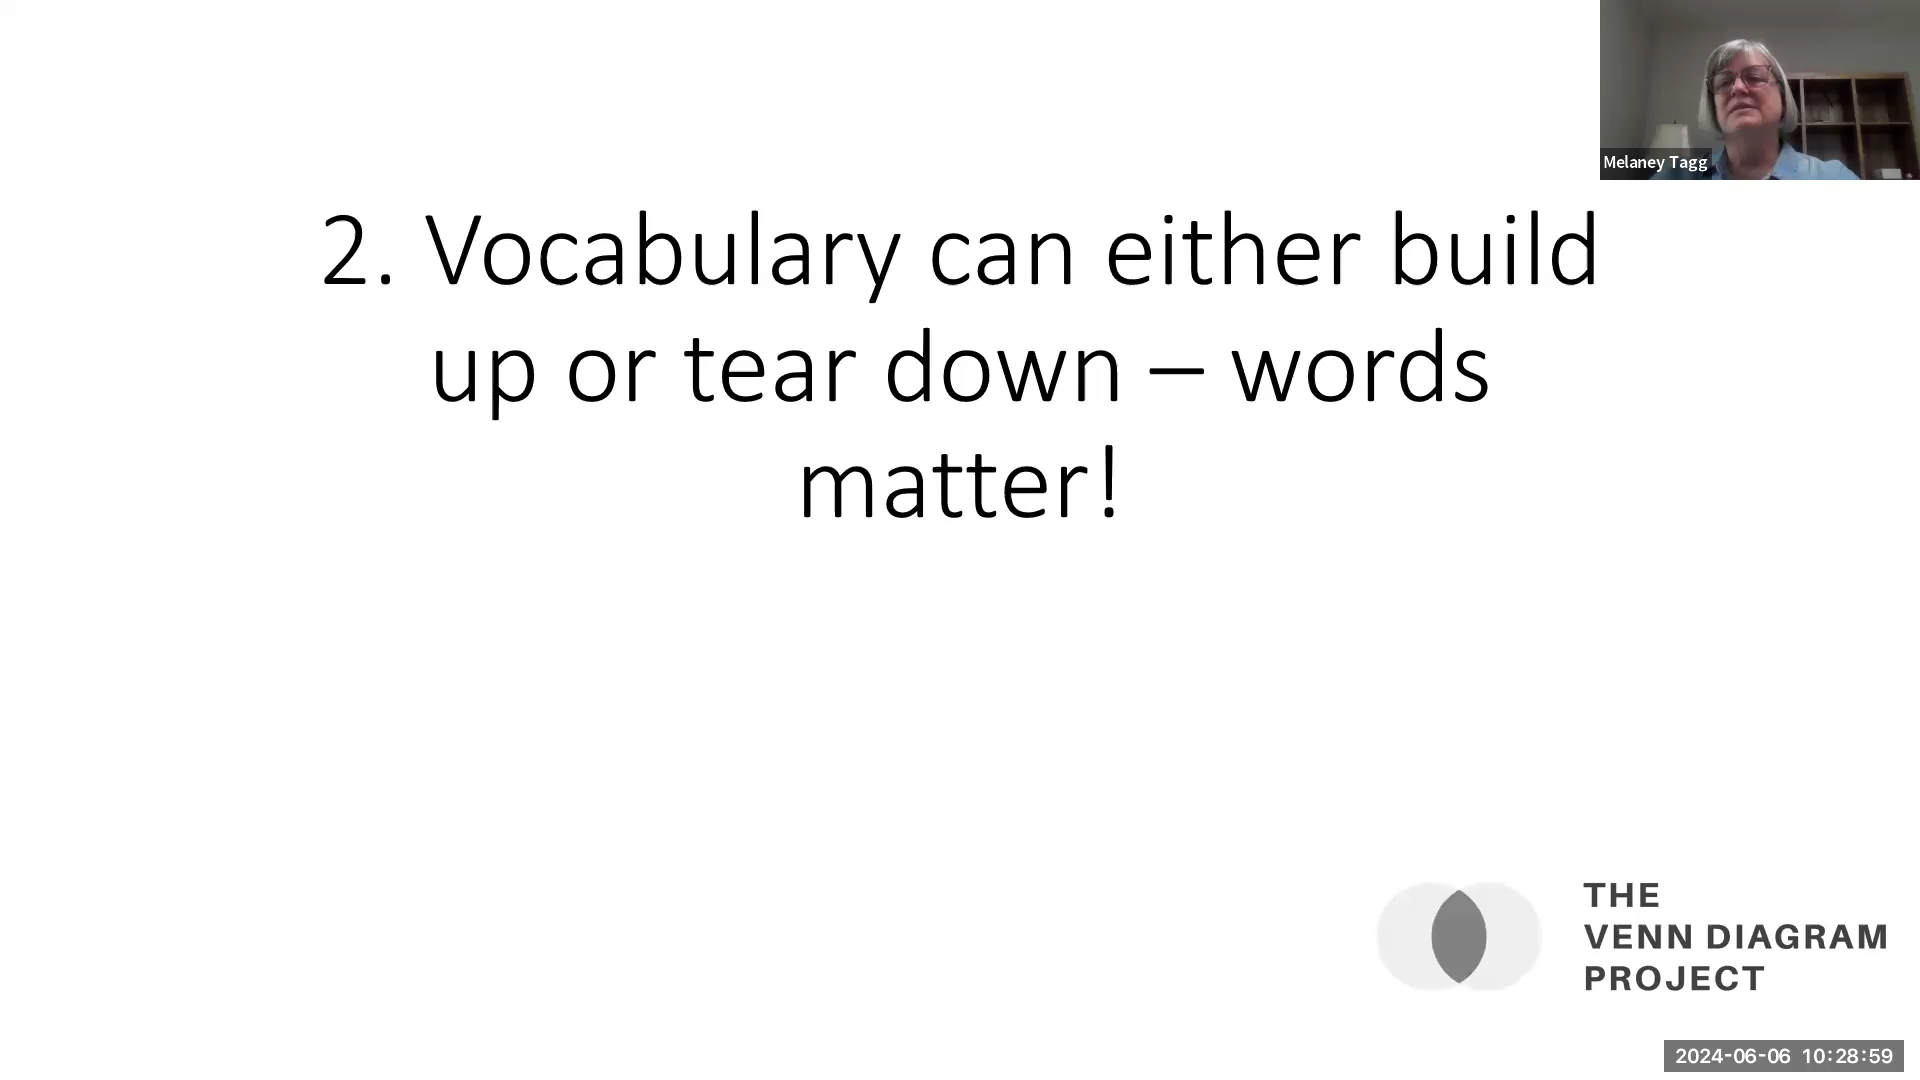 Melaney Tagg
2. Vocabulary can either build
up or tear down – words
matter!
THE
VENN DIAGRAM
PROJECT
2024-06-06 10:28:59